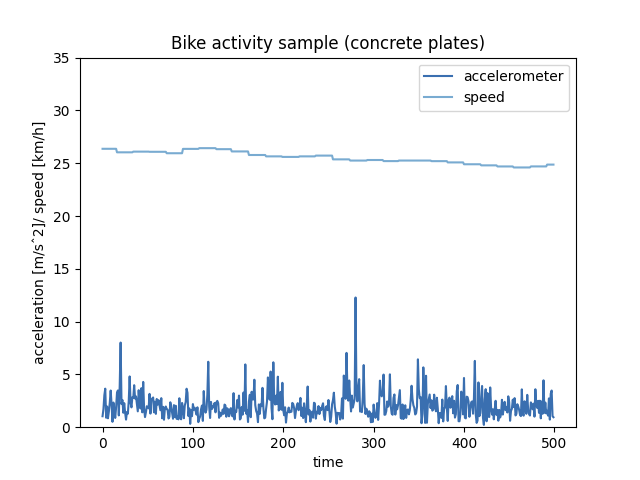 Bike activity sample (concrete plates)
accelerometer
speed
acceleration [m/sˆ2]/ speed [km/h]
35
30
25
20
15
10
5
0
0 100 200 300 400 500
time